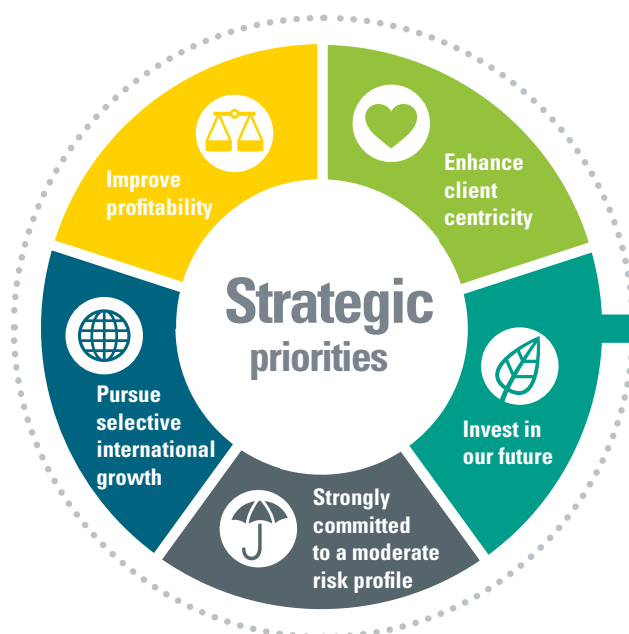 Strategic
priorities
Enhance
client
centricity
Invest in
our future
Strongly
committed
to a moderate
risk profile
Pursue
selective
international
growth
Improve
profitability